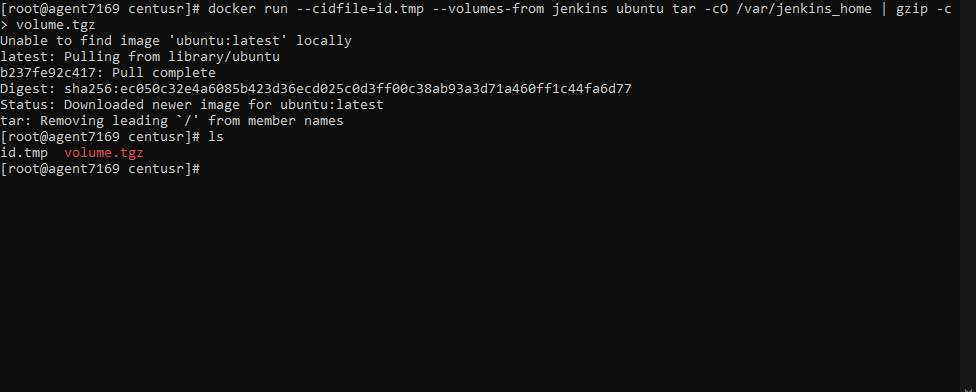 [root@agent7169 centusr]# docker run --cidfile=id.tmp --volumes-from jenkins ubuntu tar -cO /var/jenkins_home | gzip -c
> volume.tgz
Unable to find image 'ubuntu:latest' locally
latest: Pulling from library/ubuntu
b237fe92c417: Pull complete
Digest: sha256:ec050c32e4a6085b423d36ecd025c0d3ff00c38ab93a3d71a460ff1c44fa6d77
Status: Downloaded newer image for ubuntu:latest
tar: Removing leading `/' from member names
[root@agent7169 centusr]# ls
id.tmp  volume.tgz
[root@agent7169 centusr]#